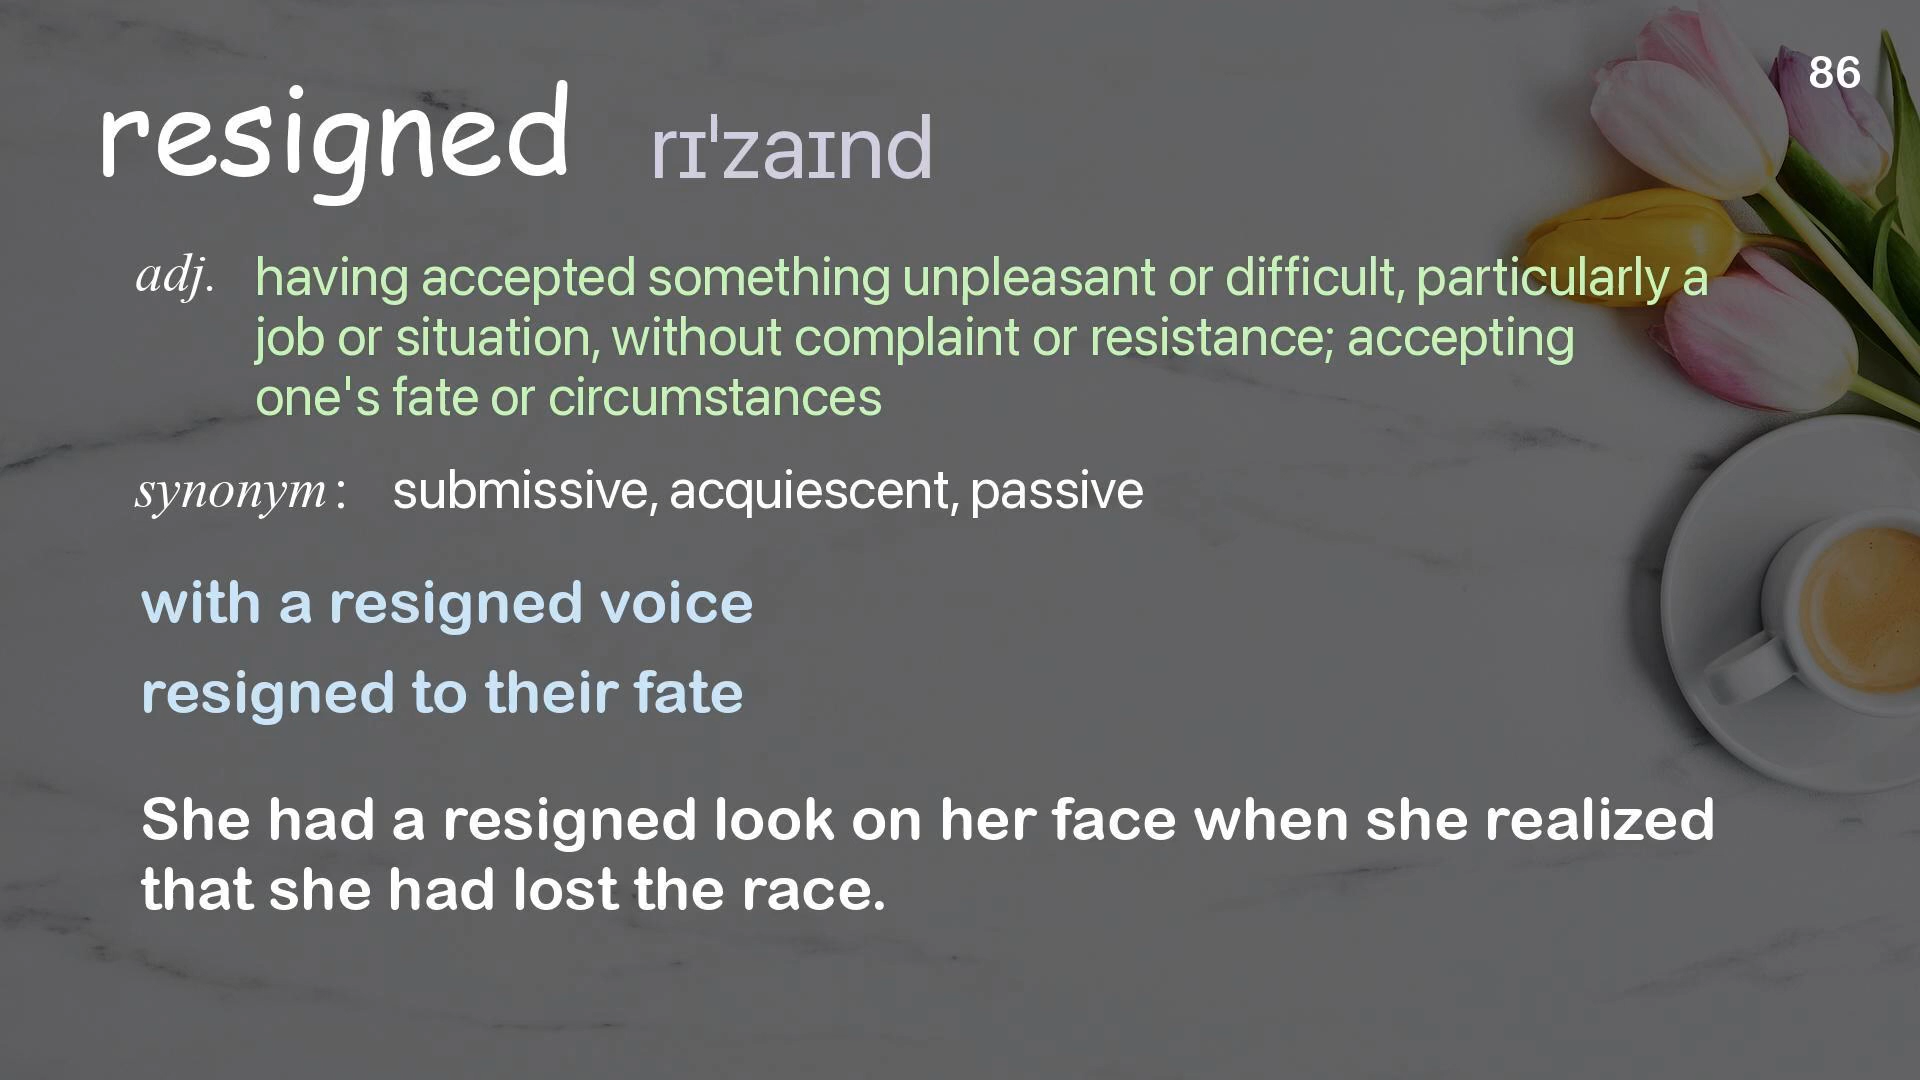 86
resigned rɪˈzaɪnd
adj. having accepted something unpleasant or difficult, particularly a
job or situation, without complaint or resistance; accepting
one's fate or circumstances
synonym: submissive, acquiescent, passive
with a resigned voice
resigned to their fate
She had a resigned look on her face when she realized
that she had lost the race.